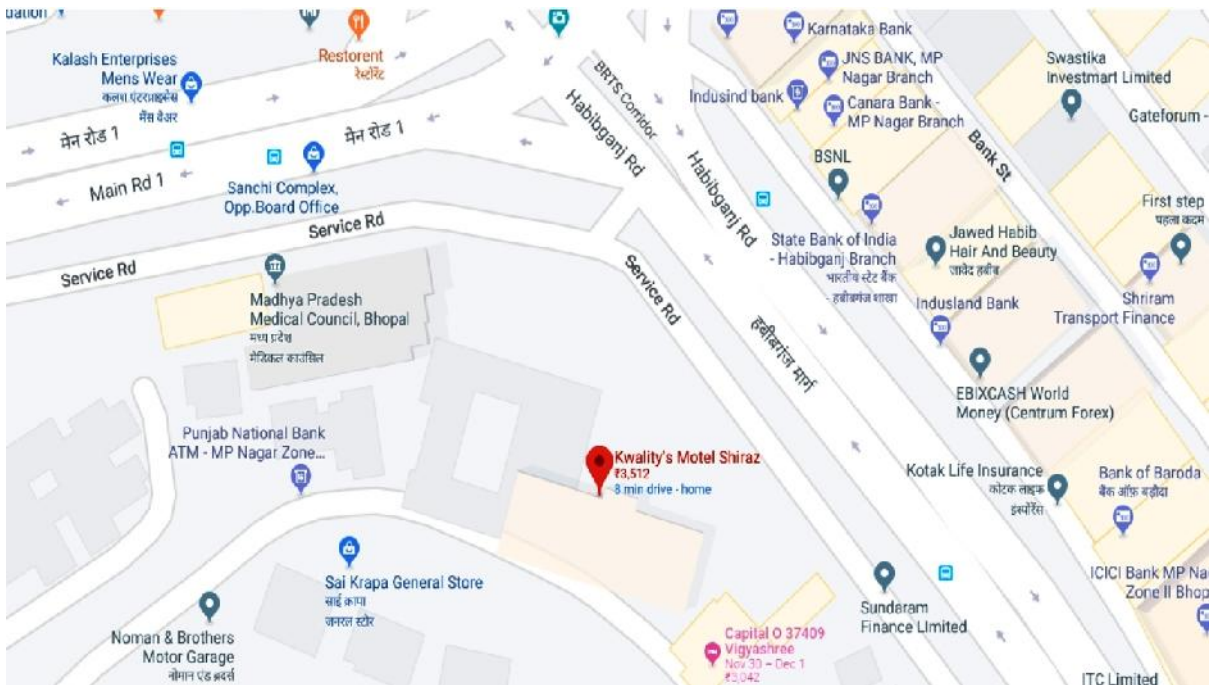 uation
Kalash Enterprises
Mens Wear
कलश एंटरप्राइसेस
मेंस वेअर
Restorent
रेस्टोरेंट
मेन रोड 1
मेन रोड 1
Main Rd 1
Sanchi Complex,
Opp.Board Office
Service Rd
Service Rd
Madhya Pradesh
Medical Council, Bhopal
मध्य प्रदेश
मेडिकल काउंसिल
Punjab National Bank
ATM - MP Nagar Zone...
Sai Krapa General Store
साई क्रापा
जनरल स्टोर
Noman & Brothers
Motor Garage
नोमान एंड ब्रदर्स
Kwality's Motel Shiraz
₹3,512
8 min drive - home
Capital O 37409
Vigyashree
Nov 30 – Dec 1
₹3,042
Habibganj Rd
BRTS Corridor
Habibganj Rd
Service Rd
हबीबगंज मार्ग
Karnataka Bank
JNS BANK, MP
Nagar Branch
Indusind bank
Canara Bank -
MP Nagar Branch
BSNL
Bank St
State Bank of India
- Habibganj Branch
भारतीय स्टेट बैंक
- हबीबगंज शाखा
Jawed Habib
Hair And Beauty
जावेद हबीब
Indusland Bank
EBIXCASH World
Money (Centrum Forex)
Kotak Life Insurance
कोटक लाइफ
इंश्योरेंस
Sundaram
Finance LImited
Swastika
Investmart Limited
Gateforum -
First step
पहला कदम
Shriram
Transport Finance
Bank of Baroda
बैंक ऑफ़ बड़ौदा
ICICI Bank MP Na
Zone II Bhop
ITC Limited